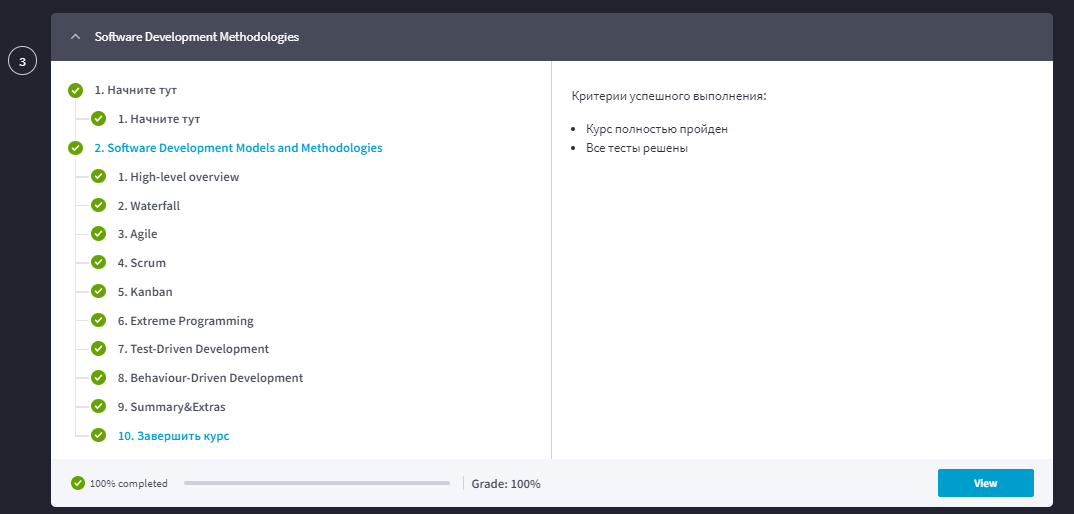 Software Development Methodologies
3
1. Начните тут
1. Начните тут
2. Software Development Models and Methodologies
1. High-level overview
2. Waterfall
3. Agile
4. Scrum
5. Kanban
6. Extreme Programming
7. Test-Driven Development
8. Behaviour-Driven Development
9. Summary&Extras
10. Завершить курс
Критерии успешного выполнения:
Курс полностью пройден
Все тесты решены
100% completed
Grade: 100%
View